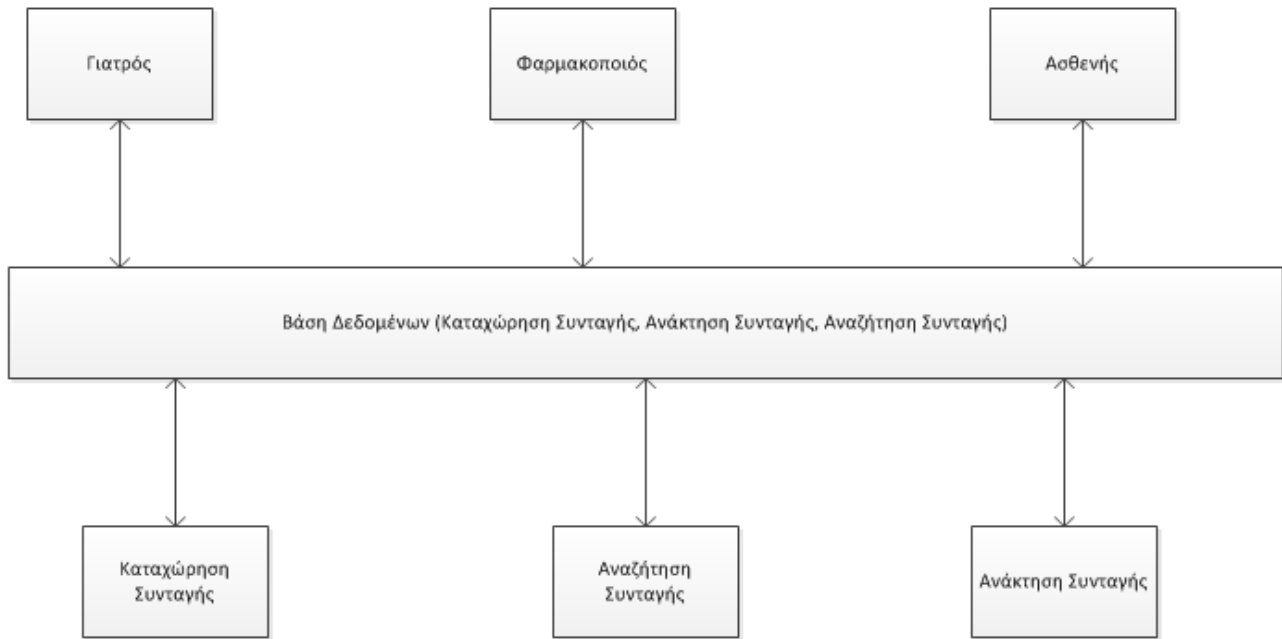 Γιατρός
Φαρμακοποιός
Ασθενής
Βάση Δεδομένων (Καταχώρηση Συνταγής, Ανάκτηση Συνταγής, Αναζήτηση Συνταγής)
Καταχώρηση
Συνταγής
Αναζήτηση
Συνταγής
Ανάκτηση Συνταγής